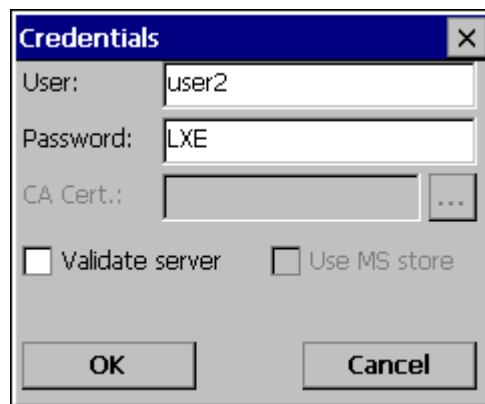 Credentials
User: user2
Password: LXE
CA Cert.: ...
Validate server Use MS store
OK Cancel